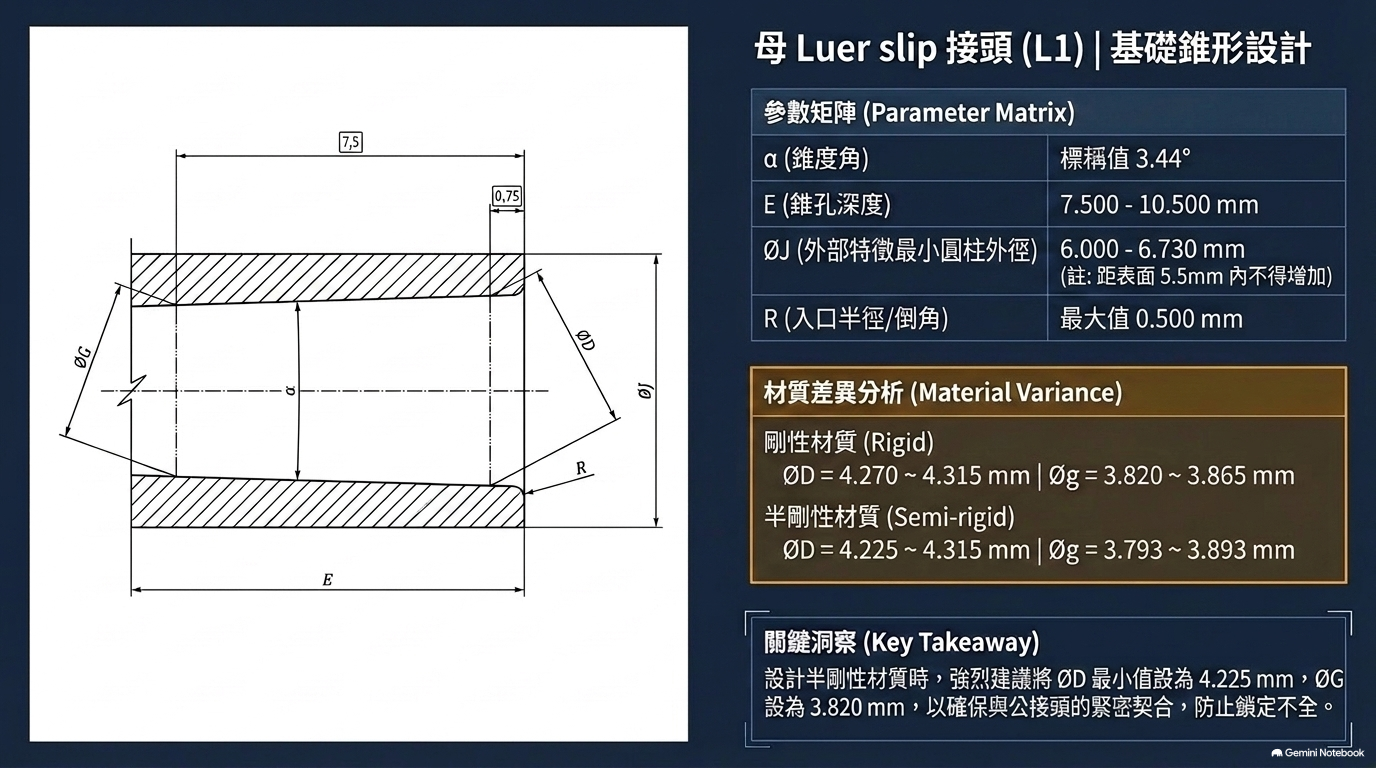 7,5
0,75
ØG
α
ØD
ØJ
R
E
母 Luer slip 接頭 (L1) | 基礎錐形設計
參數矩陣 (Parameter Matrix)
α (錐度角) 標稱值 3.44°
E (錐孔深度) 7.500 - 10.500 mm
ØJ (外部特徵最小圓柱外徑) 6.000 - 6.730 mm
(註: 距表面 5.5mm 內不得增加)
R (入口半徑/倒角) 最大值 0.500 mm
材質差異分析 (Material Variance)
剛性材質 (Rigid)
ØD = 4.270 ~ 4.315 mm | Øg = 3.820 ~ 3.865 mm
半剛性材質 (Semi-rigid)
ØD = 4.225 ~ 4.315 mm | Øg = 3.793 ~ 3.893 mm
關鍵洞察 (Key Takeaway)
設計半剛性材質時，強烈建議將 ØD 最小值設為 4.225 mm，ØG
設為 3.820 mm，以確保與公接頭的緊密契合，防止鎖定不全。
Gemini Notebook